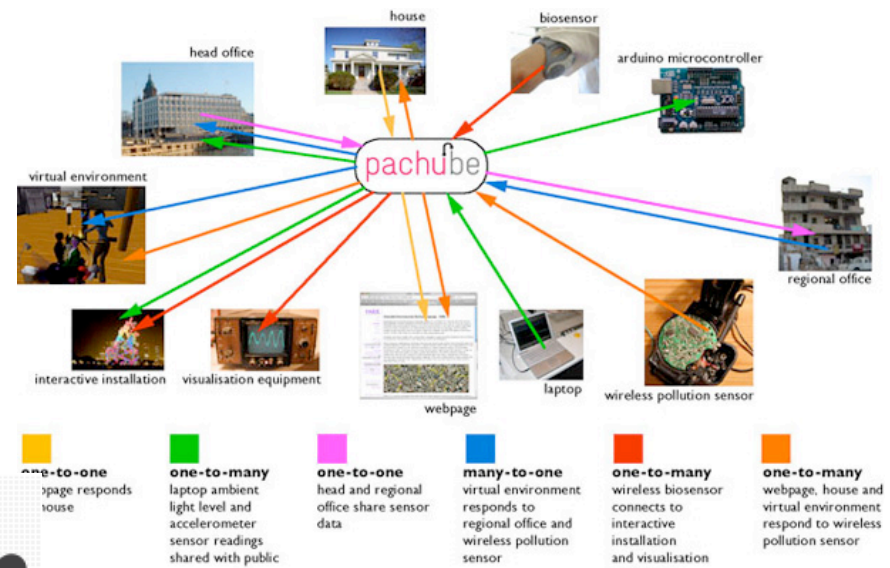 house
biosensor
head office
arduino microcontroller
pachube
virtual environment
regional office
interactive installation
visualisation equipment
webpage
laptop
wireless pollution sensor
one-to-one
page responds
house
one-to-many
laptop ambient
light level and
accelerometer
sensor readings
shared with public
one-to-one
head and regional
office share sensor
data
many-to-one
virtual environment
responds to
regional office and
wireless pollution
sensor
one-to-many
wireless biosensor
connects to
interactive
installation
and visualisation
one-to-many
webpage, house and
virtual environment
respond to wireless
pollution sensor